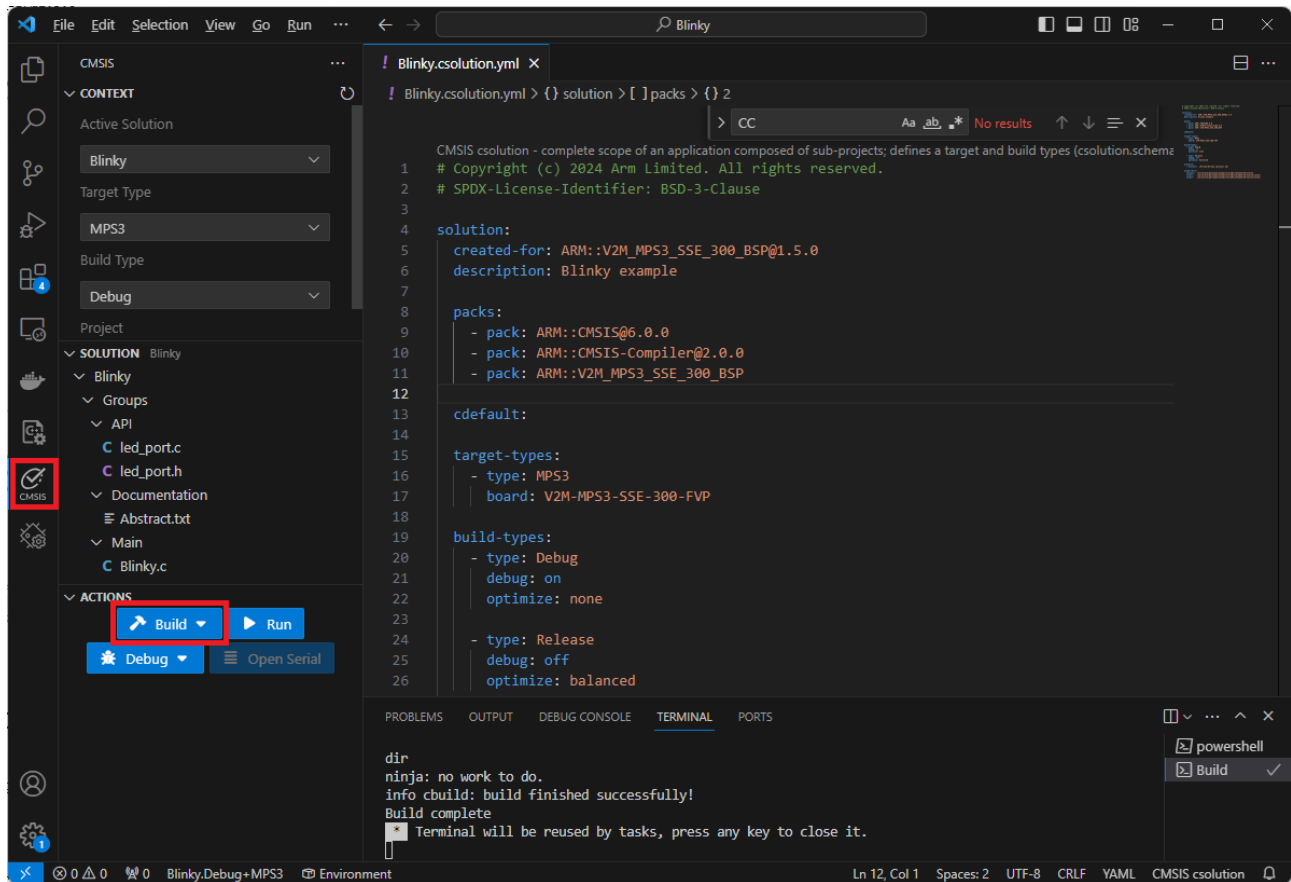 File Edit Selection View Go Run ··· Blinky
CMSIS ···
CONTEXT
Active Solution
Blinky
Target Type
MPS3
Build Type
Debug
Project
SOLUTION Blinky
Blinky
Groups
API
C led_port.c
C led_port.h
Documentation
Abstract.txt
Main
C Blinky.c
ACTIONS
Build Run
Debug Open Serial
4
CMSIS
1
! Blinky.csolution.yml ×
! Blinky.csolution.yml > {} solution > [ ] packs > {} 2
> CC Aa ab .* No results
CMSIS csolution - complete scope of an application composed of sub-projects; defines a target and build types (csolution.schema
1 # Copyright (c) 2024 Arm Limited. All rights reserved.
2 # SPDX-License-Identifier: BSD-3-Clause
3
4 solution:
5 created-for: ARM::V2M_MPS3_SSE_300_BSP@1.5.0
6 description: Blinky example
7
8 packs:
9 - pack: ARM::CMSIS@6.0.0
10 - pack: ARM::CMSIS-Compiler@2.0.0
11 - pack: ARM::V2M_MPS3_SSE_300_BSP
12
13 cdefault:
14
15 target-types:
16 - type: MPS3
17 board: V2M-MPS3-SSE-300-FVP
18
19 build-types:
20 - type: Debug
21 debug: on
22 optimize: none
23
24 - type: Release
25 debug: off
26 optimize: balanced
PROBLEMS OUTPUT DEBUG CONSOLE TERMINAL PORTS
dir
ninja: no work to do.
info cbuild: build finished successfully!
Build complete
* Terminal will be reused by tasks, press any key to close it.
powershell
Build
0 0 0 Blinky.Debug+MPS3 Environment Ln 12, Col 1 Spaces: 2 UTF-8 CRLF YAML CMSIS csolution